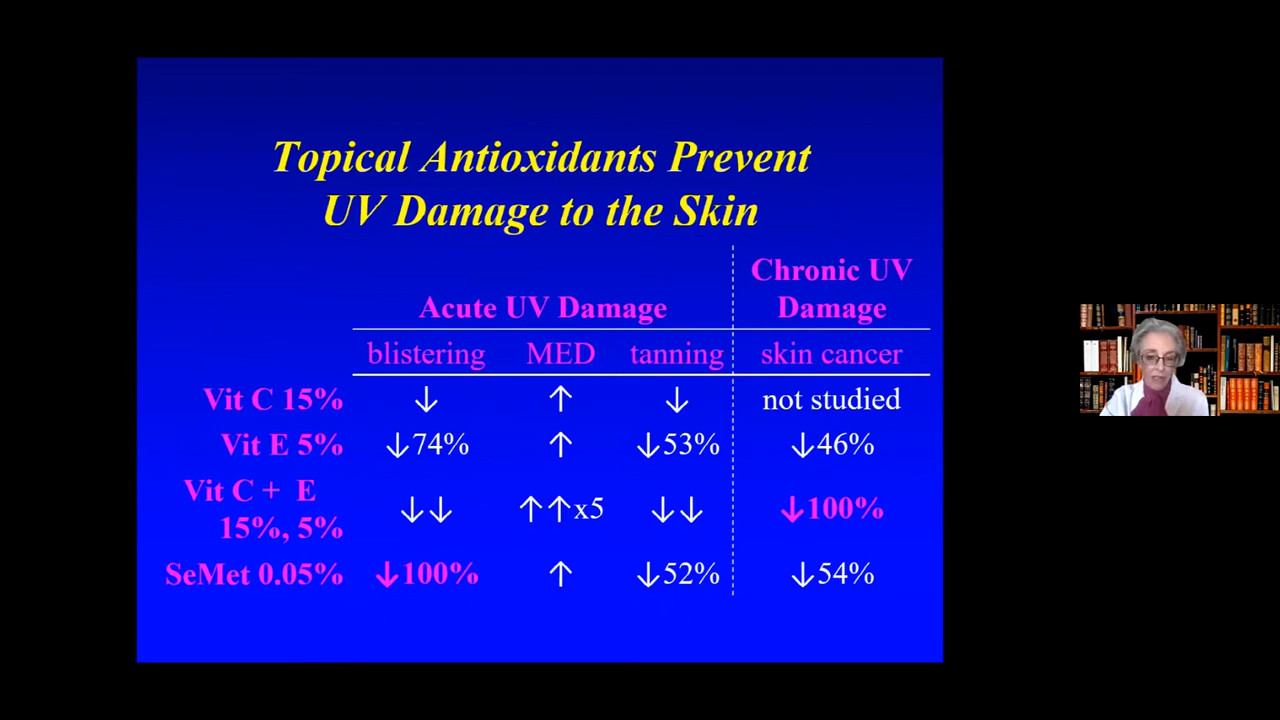 Topical Antioxidants Prevent
UV Damage to the Skin
Chronic UV
Acute UV Damage Damage
blistering MED tanning skin cancer
Vit C 15% ↓ ↑ ↓ not studied
Vit E 5% ↓74% ↑ ↓53% ↓46%
Vit C + E
15%, 5% ↓↓ ↑↑x5 ↓↓ ↓100%
SeMet 0.05% ↓100% ↑ ↓52% ↓54%